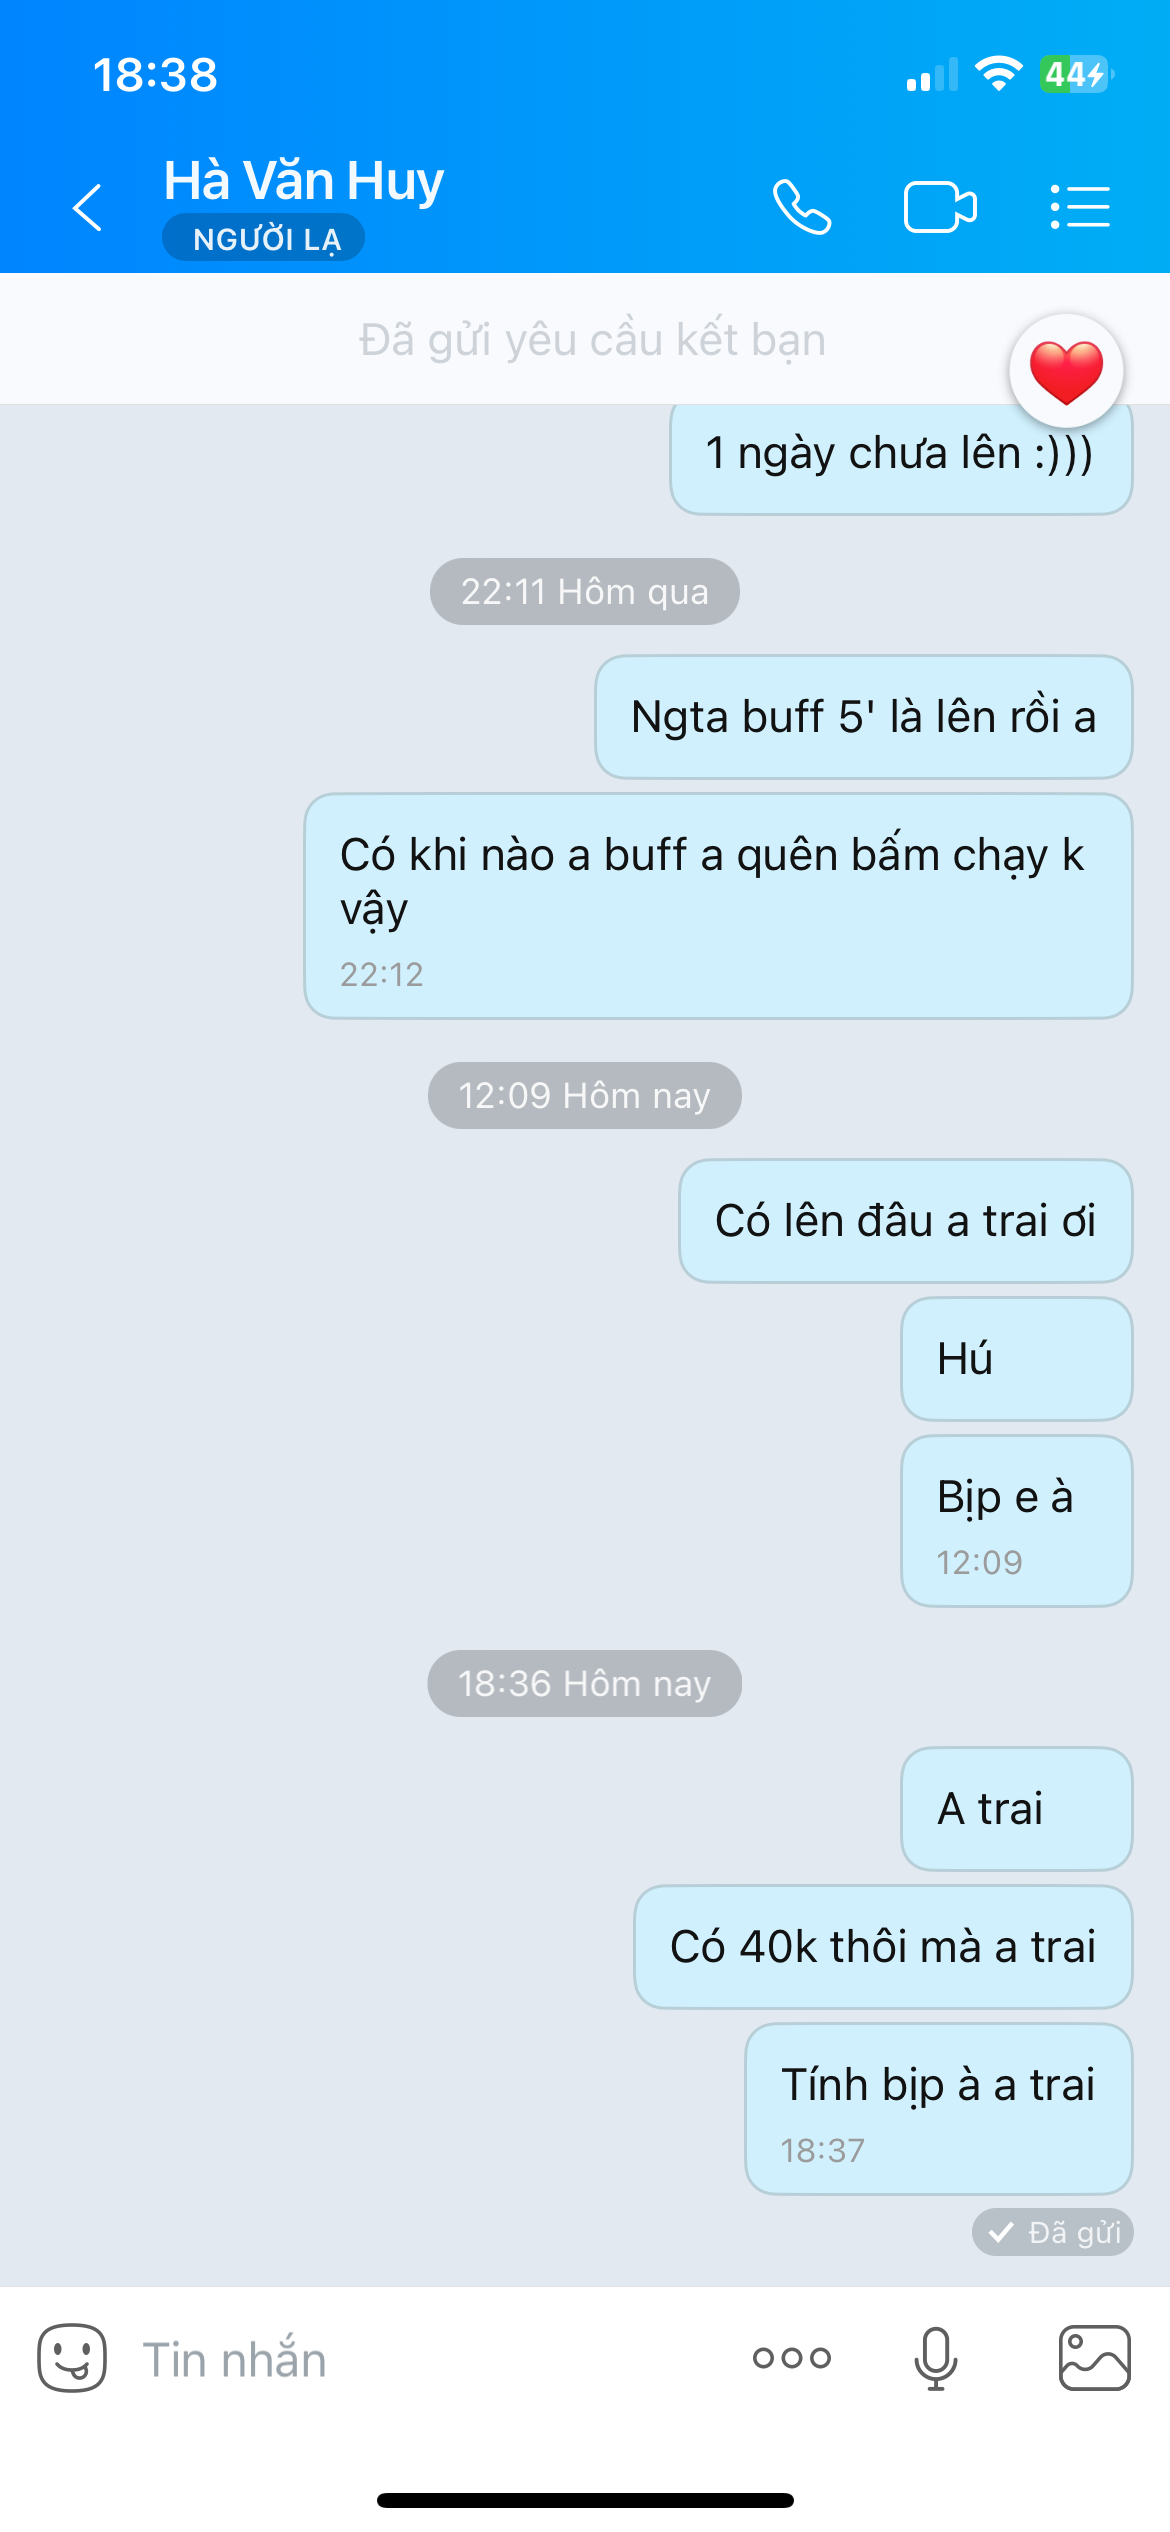 18:38
44
Hà Văn Huy
NGƯỜI LẠ
Đã gửi yêu cầu kết bạn
1 ngày chưa lên :)))
22:11 Hôm qua
Ngta buff 5' là lên rồi a
Có khi nào a buff a quên bấm chạy k
vậy
22:12
12:09 Hôm nay
Có lên đâu a trai ơi
Hú
Bịp e à
12:09
18:36 Hôm nay
A trai
Có 40k thôi mà a trai
Tính bịp à a trai
18:37
Đã gửi
Tin nhắn